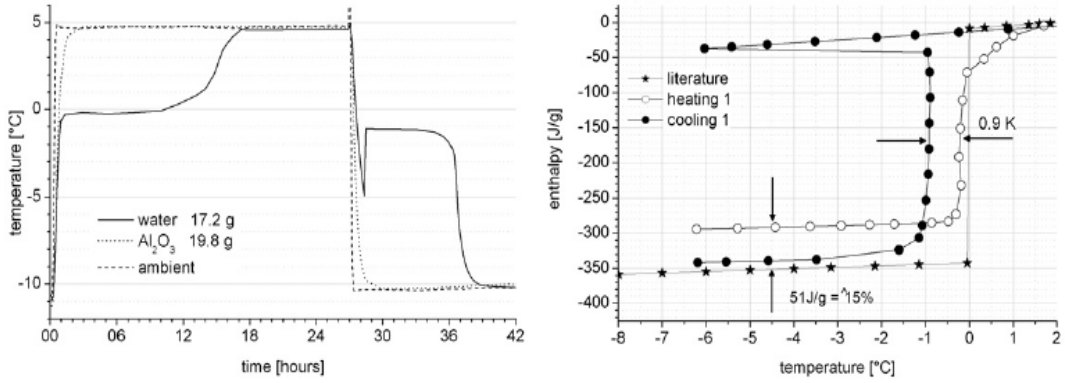 temperature [°C]
5
0
-5
-10
water 17.2 g
Al2O3 19.8 g
ambient
00 06 12 18 24 30 36 42
time [hours]
enthalpy [J/g]
0
-50
-100
-150
-200
-250
-300
-350
-400
literature
heating 1
cooling 1
0.9 K
51J/g = ^15%
-8 -7 -6 -5 -4 -3 -2 -1 0 1 2
temperature [°C]